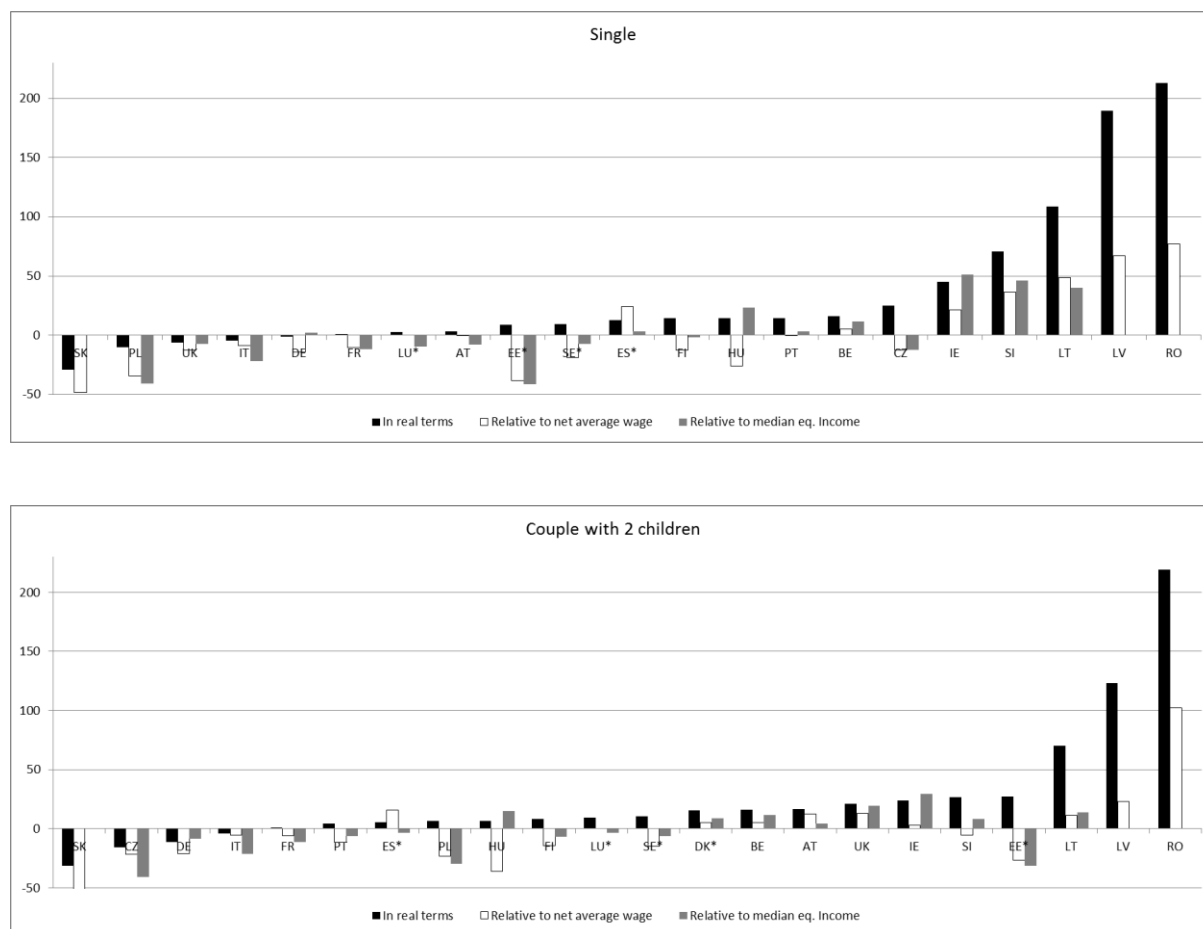 Single
200
150
100
50
0
-50
SK PL UK IT DE FR LU* AT EE* SE* ES* FI HU PT BE CZ IE SI LT LV RO
In real terms Relative to net average wage Relative to median eq. Income
Couple with 2 children
200
150
100
50
0
-50
SK CZ DE IT FR PT ES* PL HU FI LU* SE* DK* BE AT UK IE SI EE* LT LV RO
In real terms Relative to net average wage Relative to median eq. Income